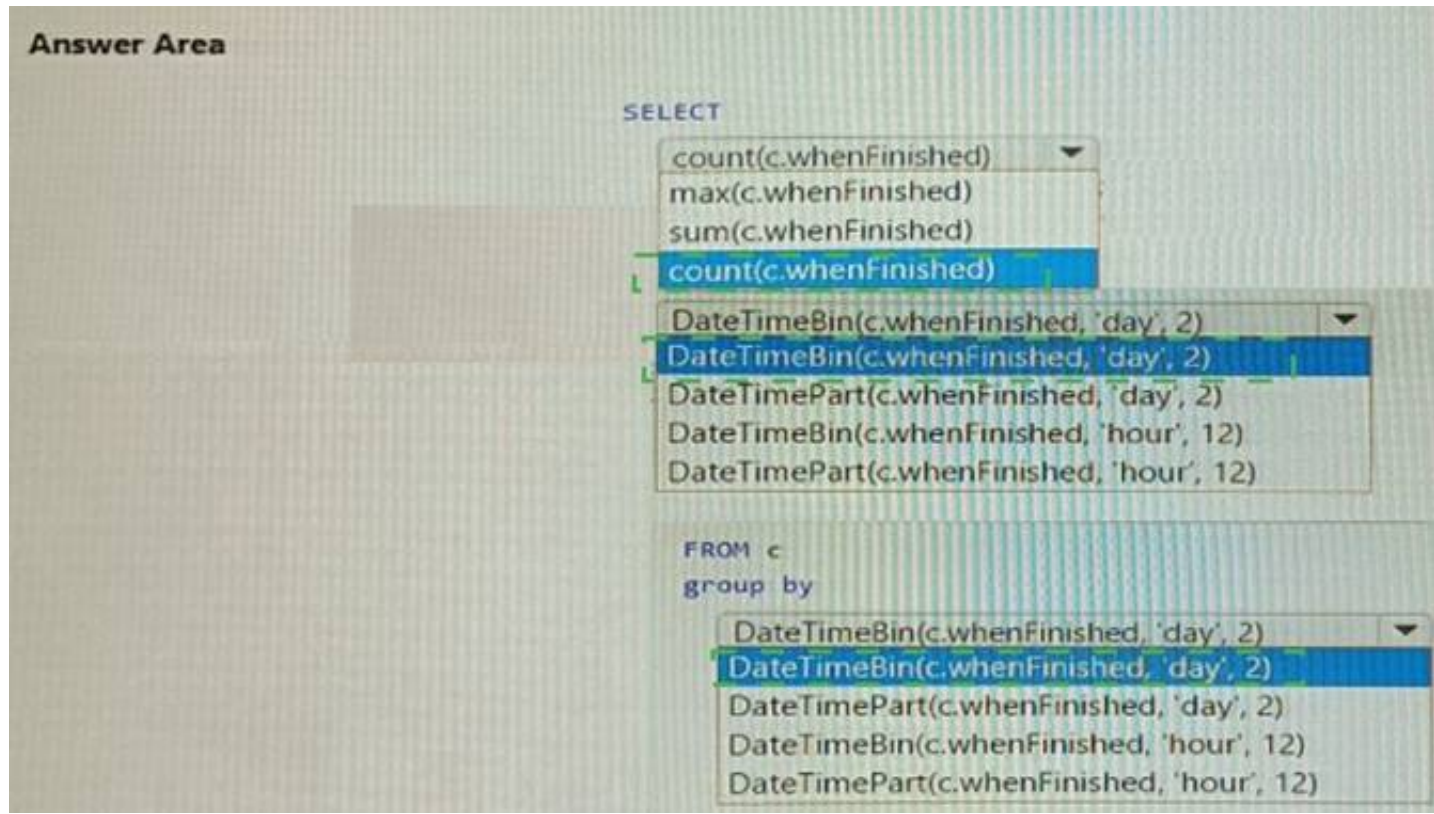 Answer Area
SELECT
count(c.whenFinished)
max(c.whenFinished)
sum(c.whenFinished)
count(c.whenFinished)
DateTimeBin(c.whenFinished, 'day', 2)
DateTimeBin(c.whenFinished, 'day', 2)
DateTimePart(c.whenFinished, 'day', 2)
DateTimeBin(c.whenFinished, 'hour', 12)
DateTimePart(c.whenFinished, 'hour', 12)
FROM c
group by
DateTimeBin(c.whenFinished, 'day', 2)
DateTimeBin(c.whenFinished, 'day', 2)
DateTimePart(c.whenFinished, 'day', 2)
DateTimeBin(c.whenFinished, 'hour', 12)
DateTimePart(c.whenFinished, 'hour', 12)